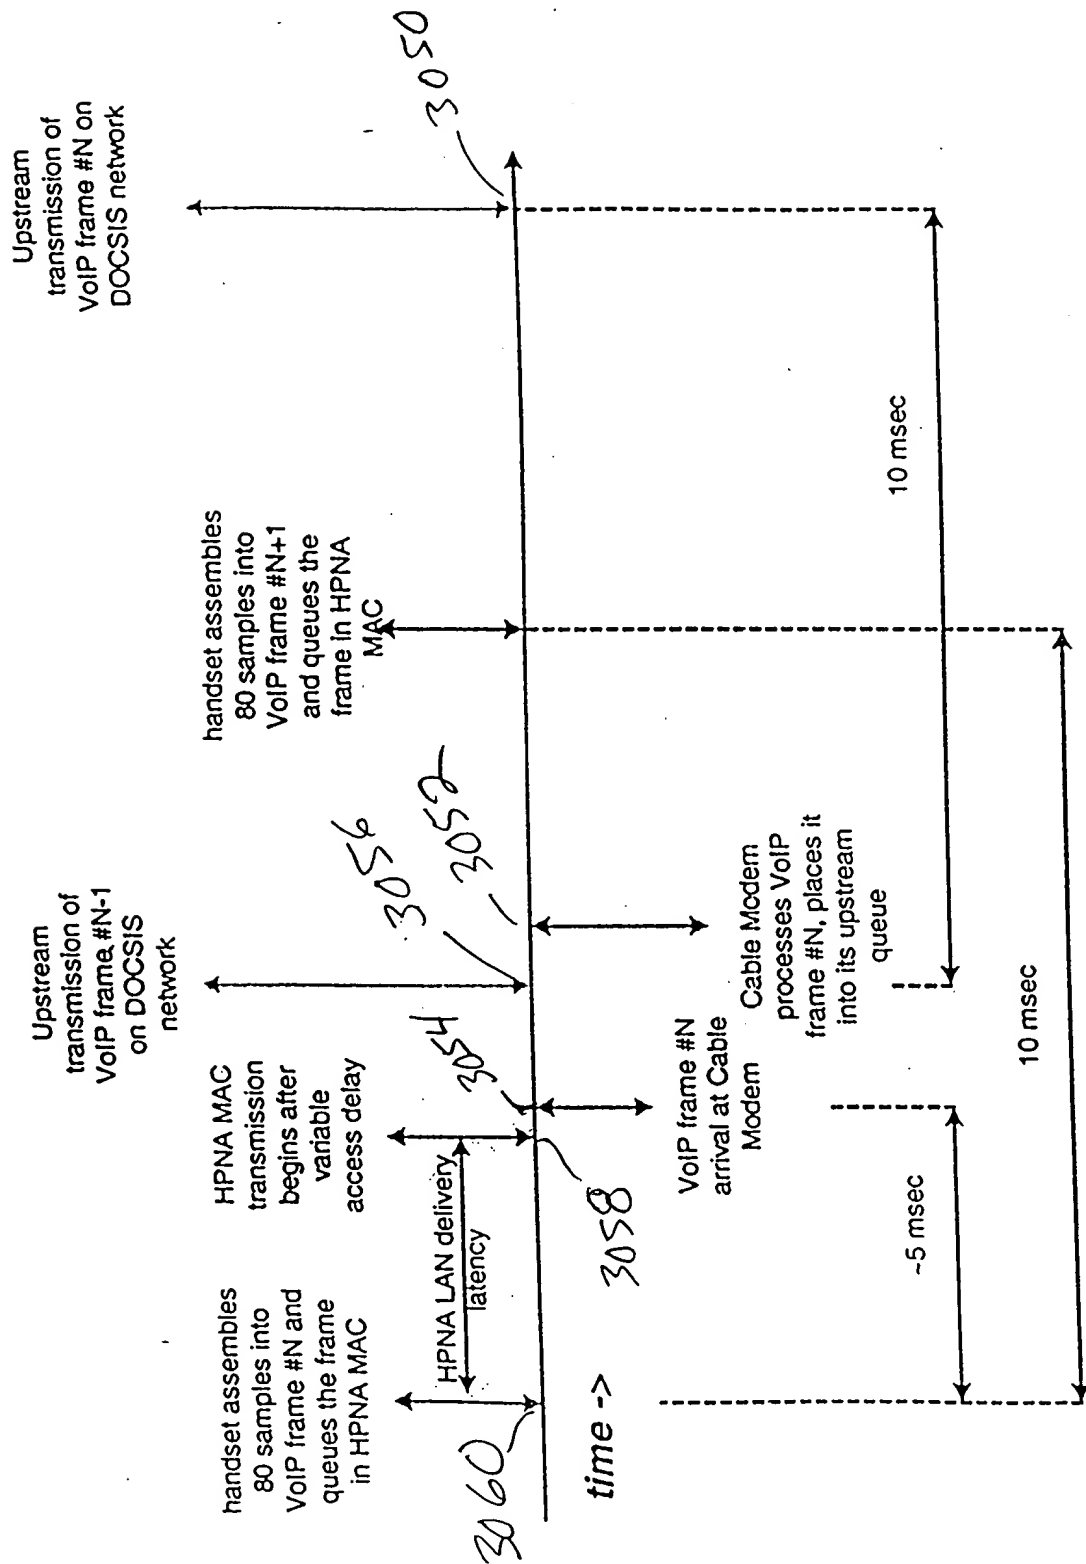 Upstream
transmission of
VoIP frame #N on
DOCSIS network
3050
handset assembles
80 samples into
VoIP frame #N+1
and queues the
frame in HPNA
MAC
10 msec
Upstream
transmission of
VoIP frame #N-1
on DOCSIS
network
3056
3052
Cable Modem
processes VoIP
frame #N, places it
into its upstream
queue
HPNA MAC
transmission
begins after
variable
access delay
3054
VoIP frame #N
arrival at Cable
Modem
10 msec
HPNA LAN delivery
latency
3058
~5 msec
handset assembles
80 samples into
VoIP frame #N and
queues the frame
in HPNA MAC
3060
time ->